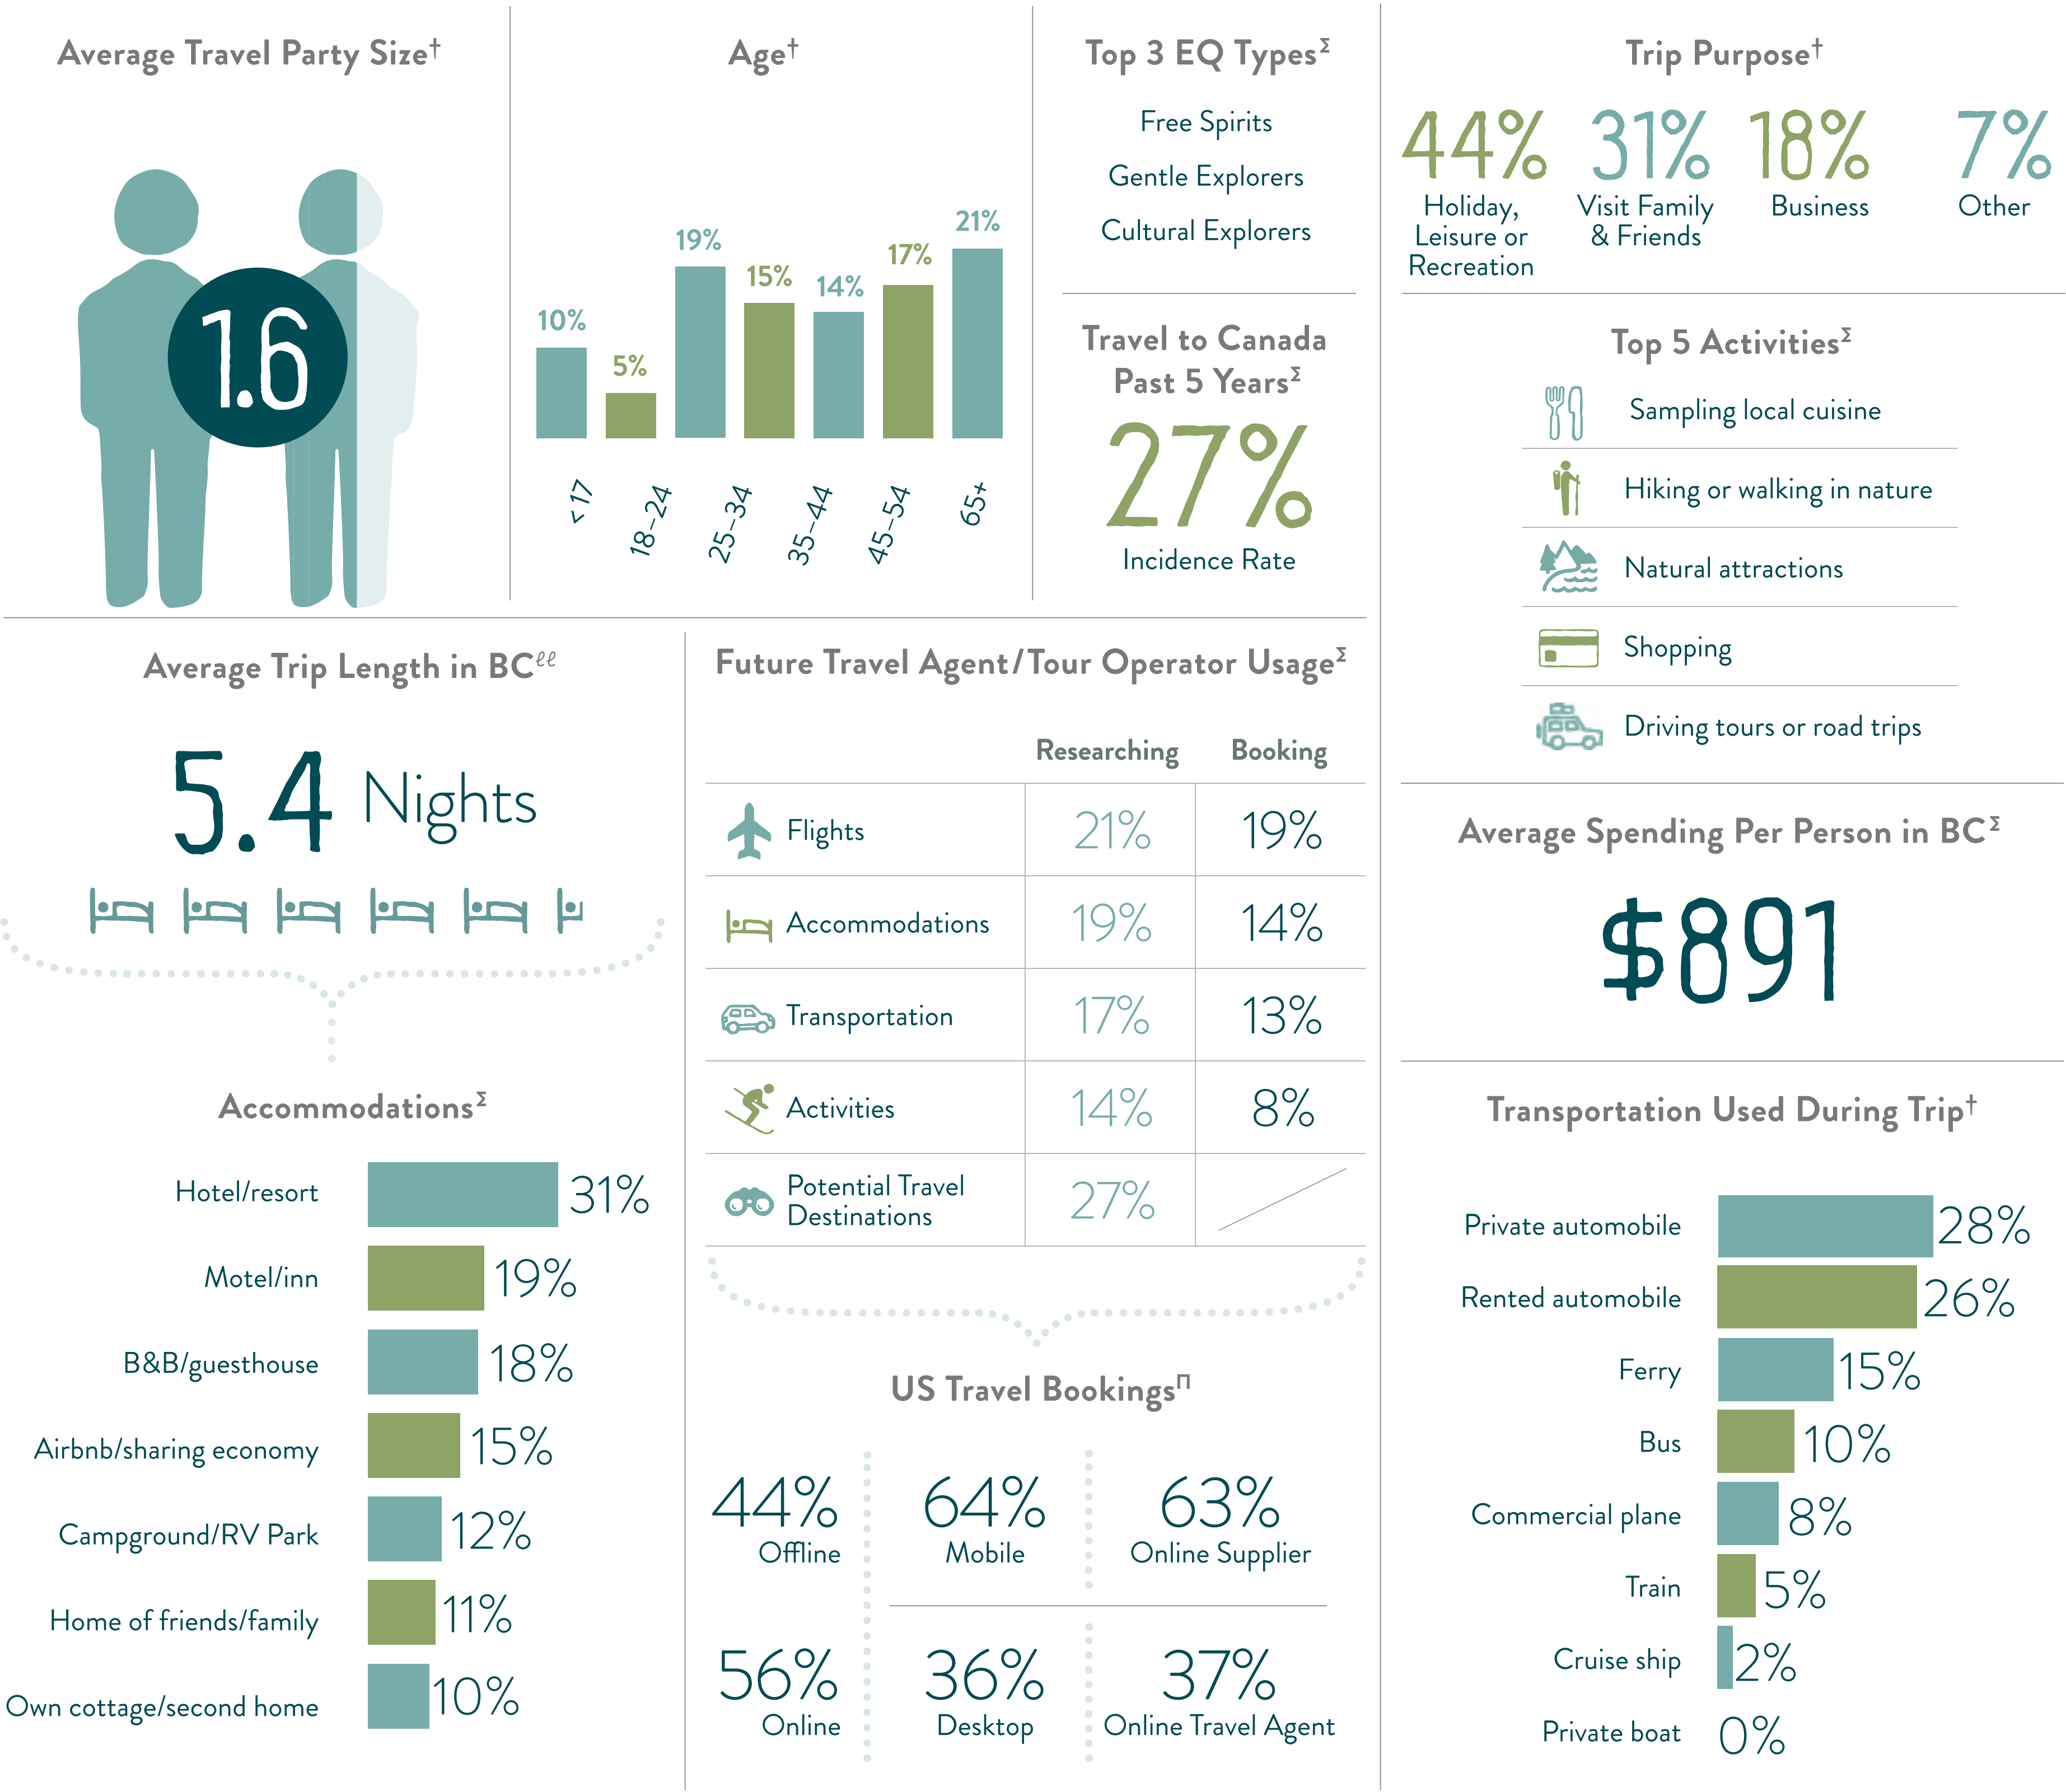 Average Travel Party Size†
1.6
Age†
10%
5%
19%
15%
14%
17%
21%
<17
18–24
25–34
35–44
45–54
65+
Top 3 EQ TypesΣ
Free Spirits
Gentle Explorers
Cultural Explorers
Travel to Canada
Past 5 YearsΣ
27%
Incidence Rate
Trip Purpose†
44%
Holiday,
Leisure or
Recreation
31%
Visit Family
& Friends
18%
Business
7%
Other
Top 5 ActivitiesΣ
Sampling local cuisine
Hiking or walking in nature
Natural attractions
Shopping
Driving tours or road trips
Average Spending Per Person in BCΣ
$891
Average Trip Length in BCℓℓ
5.4 Nights
AccommodationsΣ
Hotel/resort 31%
Motel/inn 19%
B&B/guesthouse 18%
Airbnb/sharing economy 15%
Campground/RV Park 12%
Home of friends/family 11%
Own cottage/second home 10%
Future Travel Agent/Tour Operator UsageΣ
Researching Booking
Flights 21% 19%
Accommodations 19% 14%
Transportation 17% 13%
Activities 14% 8%
Potential Travel
Destinations
27%
US Travel BookingsΠ
44%
Offline
64%
Mobile
63%
Online Supplier
56%
Online
36%
Desktop
37%
Online Travel Agent
Transportation Used During Trip†
Private automobile 28%
Rented automobile 26%
Ferry 15%
Bus 10%
Commercial plane 8%
Train 5%
Cruise ship 2%
Private boat 0%